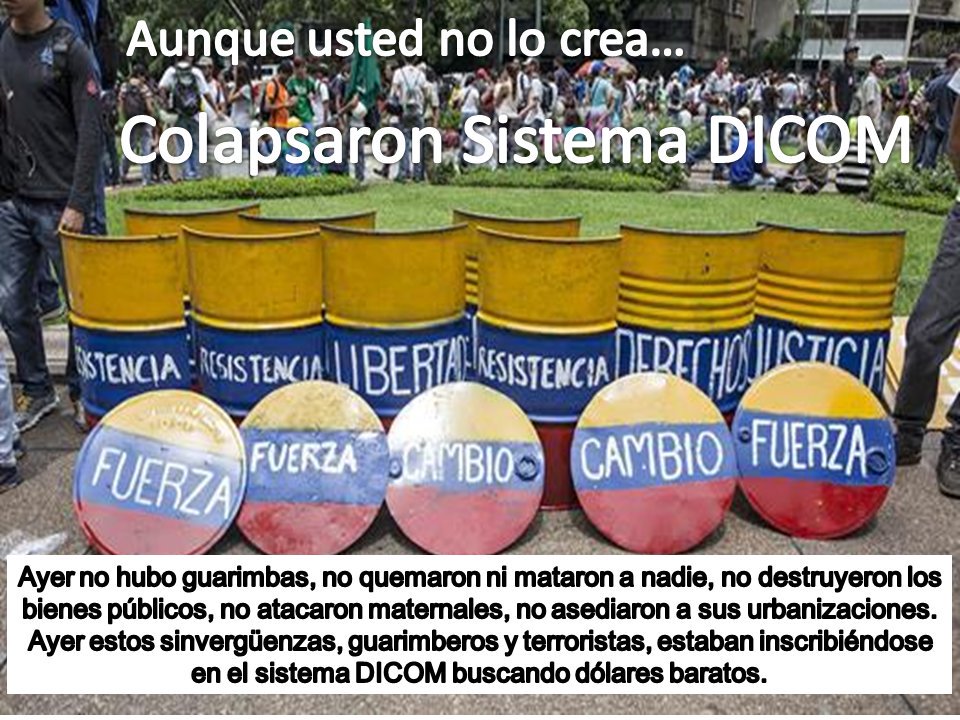 Aunque usted no lo crea...
Colapsaron Sistema DICOM
RESISTENCIA
LIBERTAD
RESISTENCIA
DERECHOS
JUSTICIA
FUERZA
FUERZA
CAMBIO
CAMBIO
FUERZA
Ayer no hubo guarimbas, no quemaron ni mataron a nadie, no destruyeron los
bienes públicos, no atacaron maternales, no asediaron a sus urbanizaciones.
Ayer estos sinvergüenzas, guarimberos y terroristas, estaban inscribiéndose
en el sistema DICOM buscando dólares baratos.